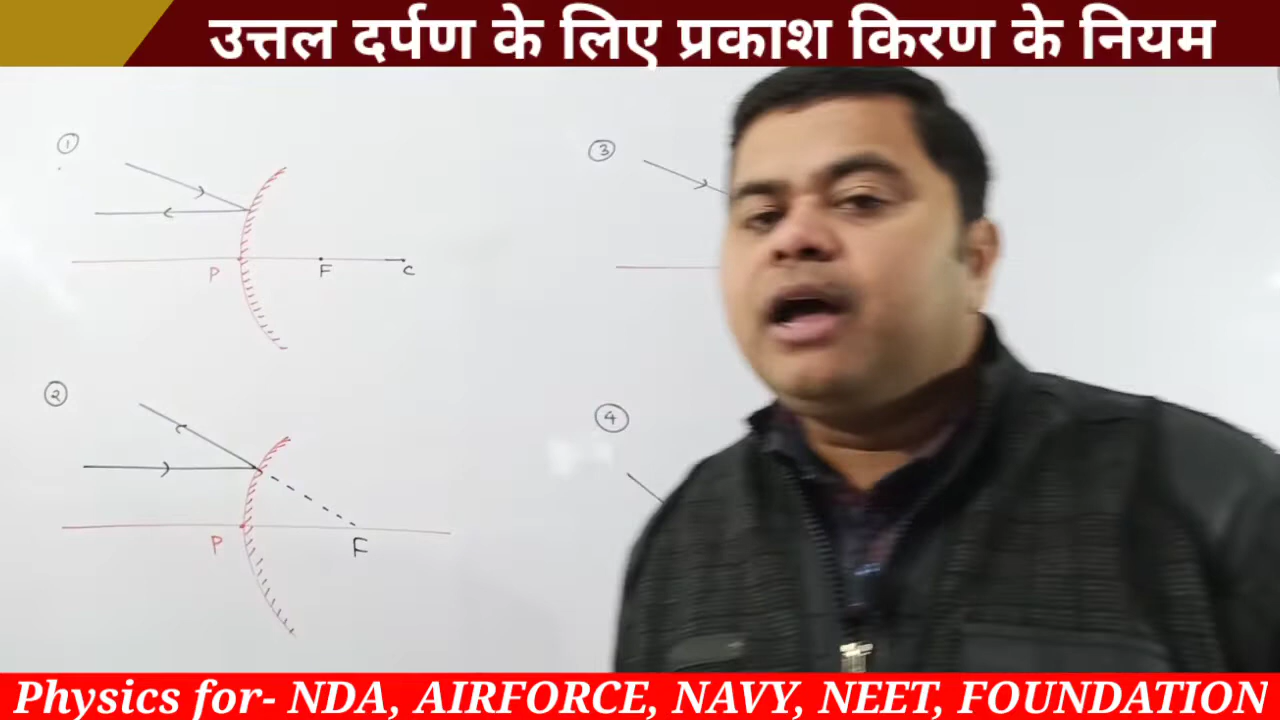 उत्तल दर्पण के लिए प्रकाश किरण के नियम
1
P F C
2
P F
3
4
Physics for- NDA, AIRFORCE, NAVY, NEET, FOUNDATION